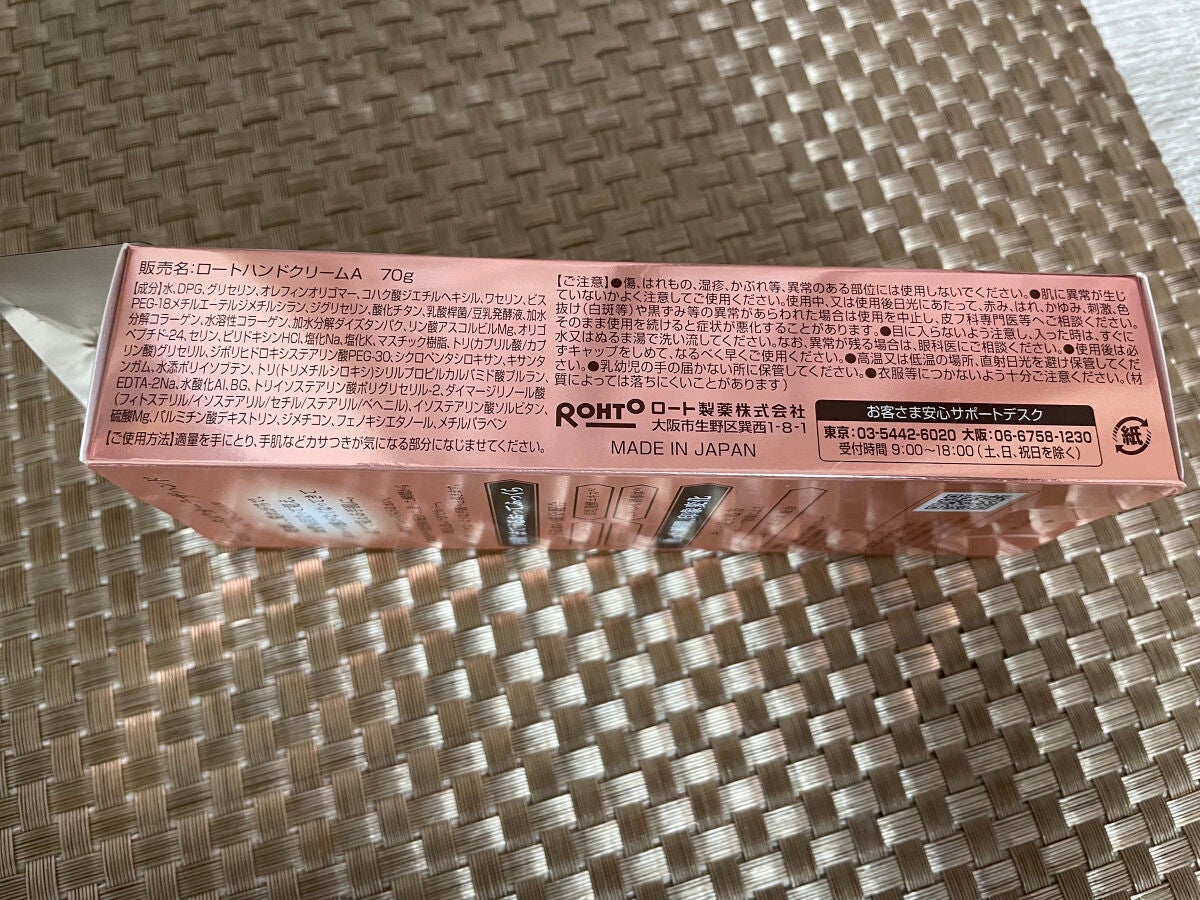 販売名:ロートハンドクリームA 70g
【成分】水、DPG、グリセリン、オレフィンオリゴマー、コハク酸ジエチルヘキシル、ワセリン、ビス
PEG-18メチルエーテルジメチルシラン、ジグリセリン、酸化チタン、乳酸桿菌/豆乳発酵液、加水
分解コラーゲン、水溶性コラーゲン、加水分解ダイズタンパク、リン酸アスコルビルMg、オリゴ
ペプチド-24、セリン、ピリドキシンHCl、塩化Na、塩化K、マスチック樹脂、トリ(カプリル酸/カプ
リン酸)グリセリル、ジポリヒドロキシステアリン酸PEG-30、シクロペンタシロキサン、キサンタ
ンガム、水添ポリイソブテン、トリ(トリメチルシロキシ)シリルプロピルカルバミド酸プルラン、
EDTA-2Na、水酸化Al、BG、トリイソステアリン酸ポリグリセリル-2、ダイマージリノール酸
(フィトステリル/イソステアリル/セチル/ステアリル/ベヘニル)、イソステアリン酸ソルビタン、
硫酸Mg、パルミチン酸デキストリン、ジメチコン、フェノキシエタノール、メチルパラベン
【ご使用方法】適量を手にとり、手肌などカサつきが気になる部分になじませてください。
【ご注意】●傷、はれもの、湿疹、かぶれ等、異常のある部位には使用しないでください。●肌に異常が生じ
ていないかよく注意してご使用ください。使用中、又は使用後日光にあたって、赤み、はれ、かゆみ、刺激、色
抜け(白斑等)や黒ずみ等の異常があらわれた場合は使用を中止し、皮フ科専門医等へご相談ください。
そのまま使用を続けると症状が悪化することがあります。●目に入らないよう注意し、入った時は、すぐに
水又はぬるま湯で洗い流してください。なお、異常が残る場合は、眼科医にご相談ください。●使用後は必
ずキャップをしめて、なるべく早くご使用ください。●高温又は低温の場所、直射日光を避け保管してくだ
さい。●乳幼児の手の届かない所に保管してください。●衣服等につかないよう十分ご注意ください。(材
質によっては落ちにくいことがあります)
ROHTO ロート製薬株式会社
大阪市生野区巽西1-8-1
MADE IN JAPAN
お客さま安心サポートデスク
東京:03-5442-6020 大阪:06-6758-1230
受付時間 9:00~18:00(土、日、祝日を除く)
紙